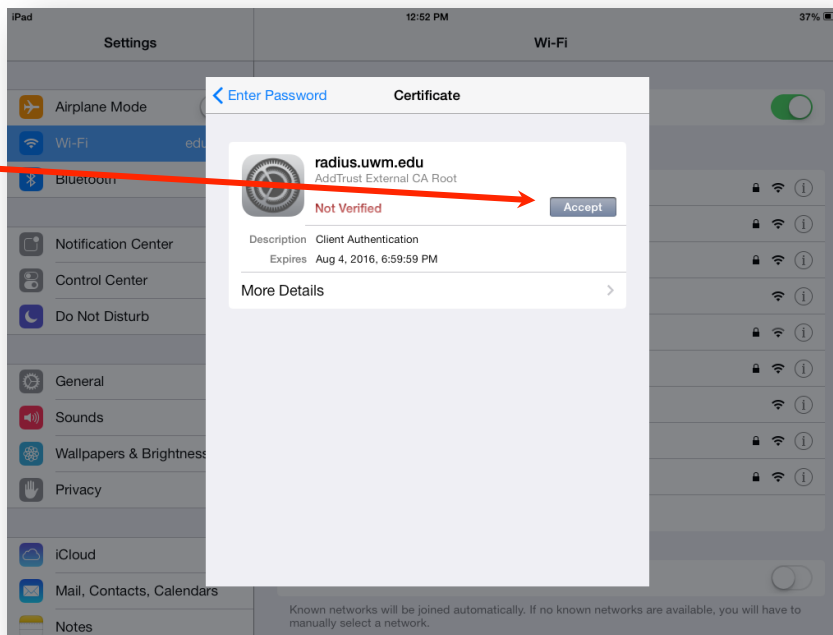 iPad 12:52 PM 37%
Settings Wi-Fi
Enter Password Certificate
Airplane Mode
Wi-Fi edu
Bluetooth
radius.uwm.edu
AddTrust External CA Root
Not Verified Accept
Description Client Authentication
Expires Aug 4, 2016, 6:59:59 PM
More Details
Notification Center
Control Center
Do Not Disturb
General
Sounds
Wallpapers & Brightness
Privacy
iCloud
Mail, Contacts, Calendars
Notes
Known networks will be joined automatically. If no known networks are available, you will have to
manually select a network.